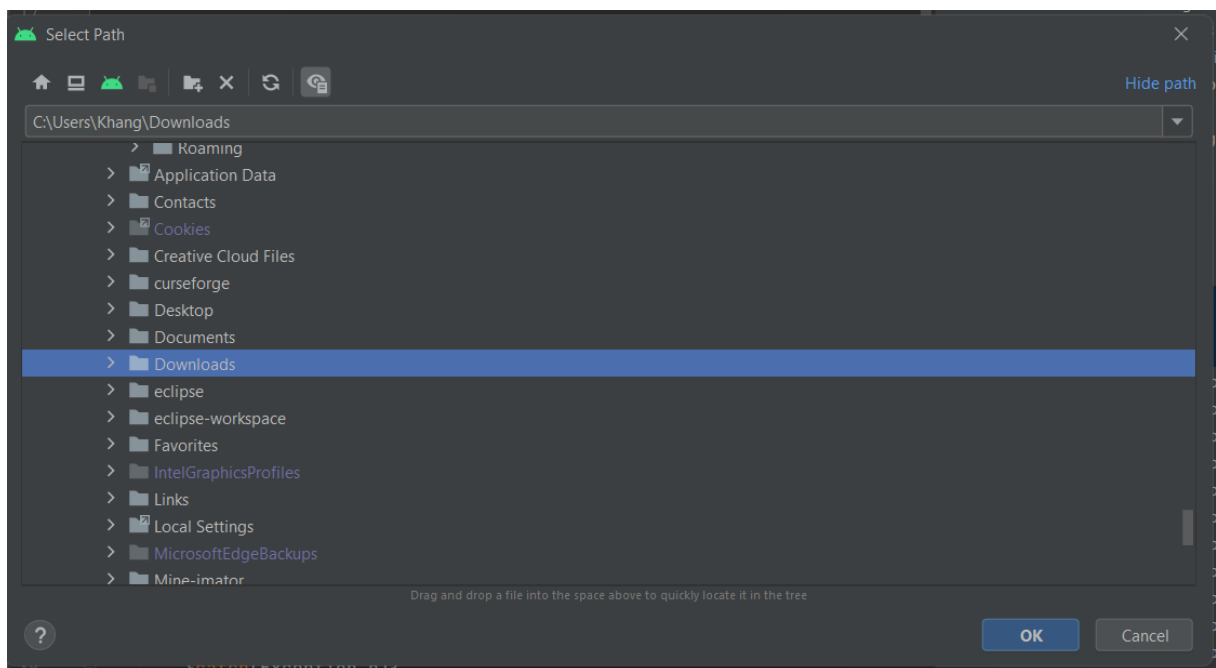 Select Path
Hide path
C:\Users\Khang\Downloads
Roaming
Application Data
Contacts
Cookies
Creative Cloud Files
curseforge
Desktop
Documents
Downloads
eclipse
eclipse-workspace
Favorites
IntelGraphicsProfiles
Links
Local Settings
MicrosoftEdgeBackups
Mine-imator
Drag and drop a file into the space above to quickly locate it in the tree
?
OK
Cancel